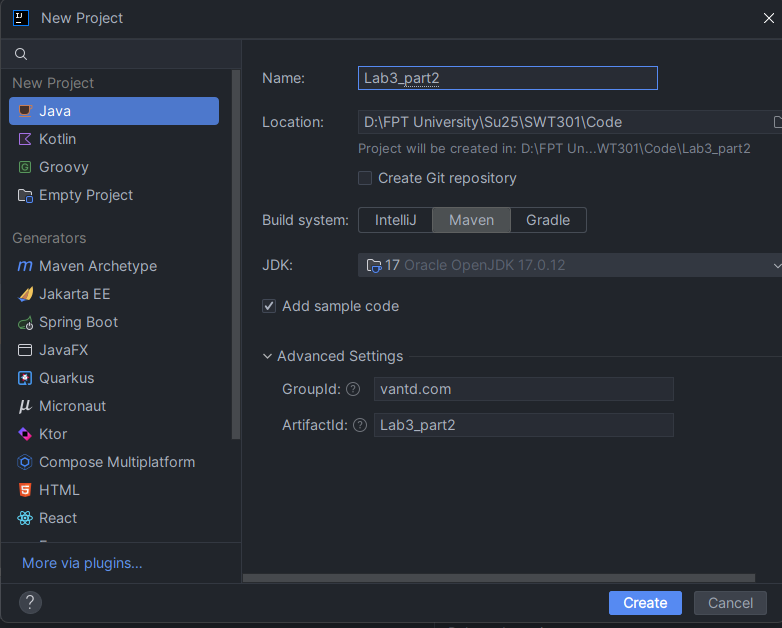 New Project
New Project
Java
Kotlin
Groovy
Empty Project
Generators
Maven Archetype
Jakarta EE
Spring Boot
JavaFX
Quarkus
Micronaut
Ktor
Compose Multiplatform
HTML
React
More via plugins...
Name: Lab3_part2
Location: D:\FPT University\Su25\SWT301\Code
Project will be created in: D:\FPT Un...WT301\Code\Lab3_part2
Create Git repository
Build system: IntelliJ Maven Gradle
JDK: 17 Oracle OpenJDK 17.0.12
Add sample code
Advanced Settings
GroupId: ? vantd.com
ArtifactId: ? Lab3_part2
? Create Cancel